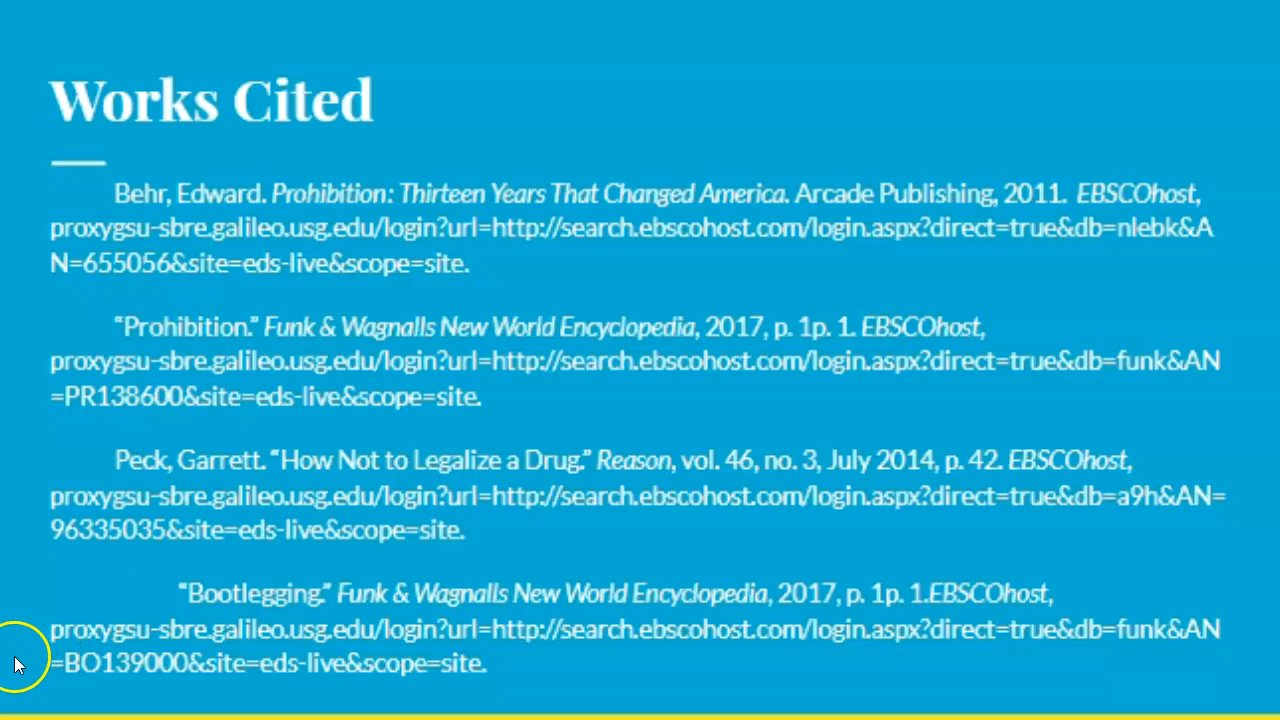 Works Cited
Behr, Edward. Prohibition: Thirteen Years That Changed America. Arcade Publishing, 2011. EBSCOhost,
proxygsu-sbre.galileo.usg.edu/login?url=http://search.ebscohost.com/login.aspx?direct=true&db=nlebk&A
N=655056&site=eds-live&scope=site.
“Prohibition.” Funk & Wagnalls New World Encyclopedia, 2017, p. 1p. 1. EBSCOhost,
proxygsu-sbre.galileo.usg.edu/login?url=http://search.ebscohost.com/login.aspx?direct=true&db=funk&AN
=PR138600&site=eds-live&scope=site.
Peck, Garrett. “How Not to Legalize a Drug.” Reason, vol. 46, no. 3, July 2014, p. 42. EBSCOhost,
proxygsu-sbre.galileo.usg.edu/login?url=http://search.ebscohost.com/login.aspx?direct=true&db=a9h&AN=
96335035&site=eds-live&scope=site.
“Bootlegging.” Funk & Wagnalls New World Encyclopedia, 2017, p. 1p. 1.EBSCOhost,
proxygsu-sbre.galileo.usg.edu/login?url=http://search.ebscohost.com/login.aspx?direct=true&db=funk&AN
=BO139000&site=eds-live&scope=site.